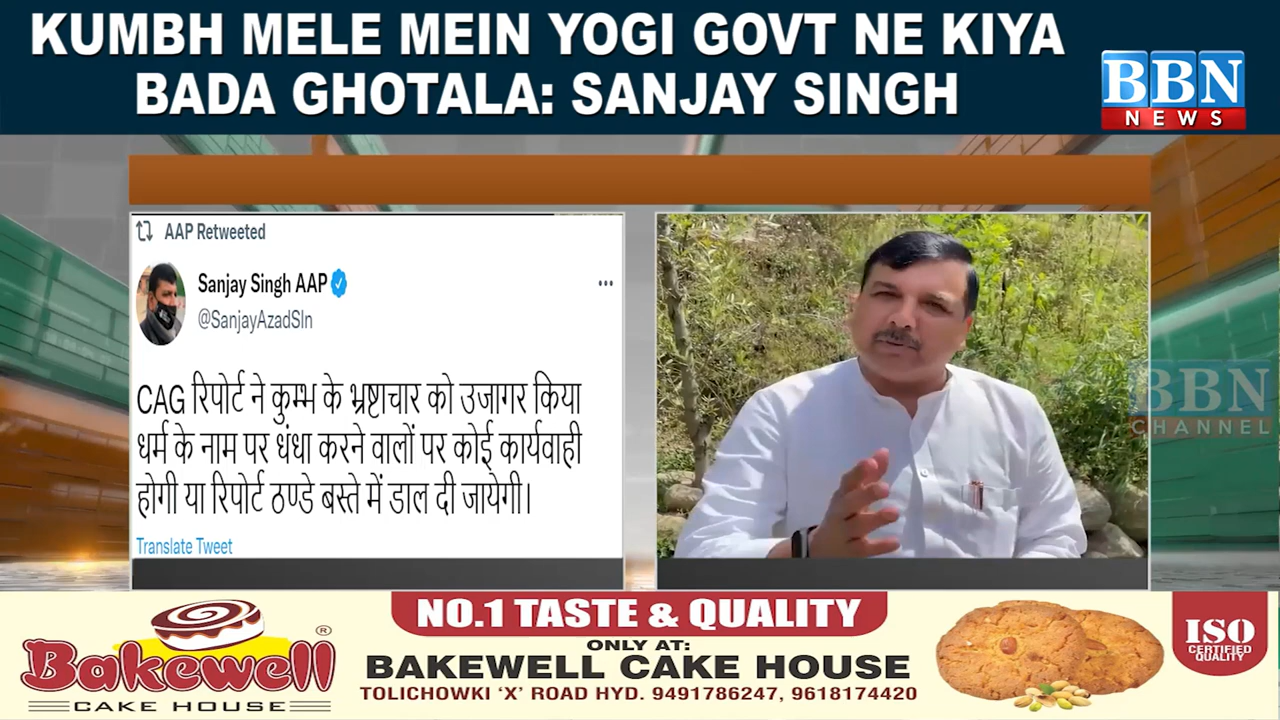 KUMBH MELE MEIN YOGI GOVT NE KIYA
BADA GHOTALA: SANJAY SINGH
BBN
NEWS
AAP Retweeted
Sanjay Singh AAP
@SanjayAzadSln
CAG रिपोर्ट ने कुम्भ के भ्रष्टाचार को उजागर किया
धर्म के नाम पर धंधा करने वालों पर कोई कार्यवाही
होगी या रिपोर्ट ठण्डे बस्ते में डाल दी जायेगी।
Translate Tweet
BBN
CHANNEL
Bakewell®
CAKE HOUSE
NO.1 TASTE & QUALITY
ONLY AT:
BAKEWELL CAKE HOUSE
TOLICHOWKI ‘X’ ROAD HYD. 9491786247, 9618174420
ISO
CERTIFIED
QUALITY